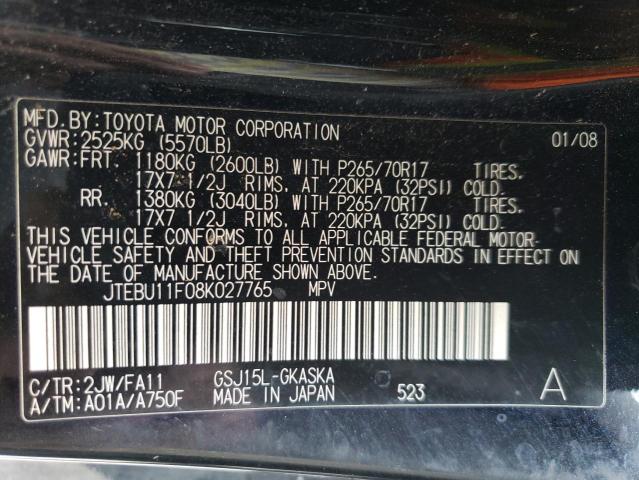 MFD.BY:TOYOTA MOTOR CORPORATION 01/08
GVWR:2525KG (5570LB)
GAWR:FRT. 1180KG (2600LB) WITH P265/70R17 TIRES.
17X7 1/2J RIMS, AT 220KPA (32PSI) COLD.
RR. 1380KG (3040LB) WITH P265/70R17 TIRES.
17X7 1/2J RIMS, AT 220KPA (32PSI) COLD.
THIS VEHICLE CONFORMS TO ALL APPLICABLE FEDERAL MOTOR-
VEHICLE SAFETY AND THEFT PREVENTION STANDARDS IN EFFECT ON
THE DATE OF MANUFACTURE SHOWN ABOVE.
JTEBU11F08K027765 MPV
C/TR:2JW/FA11 GSJ15L-GKASKA
A/TM:A01A/A750F MADE IN JAPAN 523 A